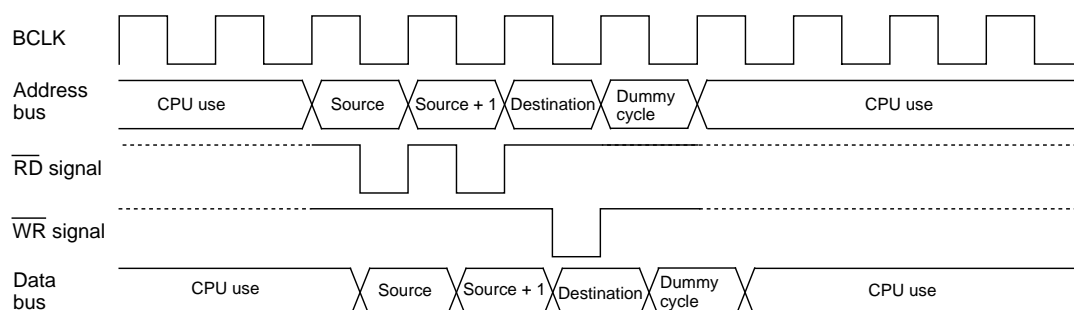 BCLK
Address
bus
CPU use
Source
Source + 1
Destination
Dummy
cycle
CPU use
RD signal
WR signal
Data
bus
CPU use
Source
Source + 1
Destination
Dummy
cycle
CPU use